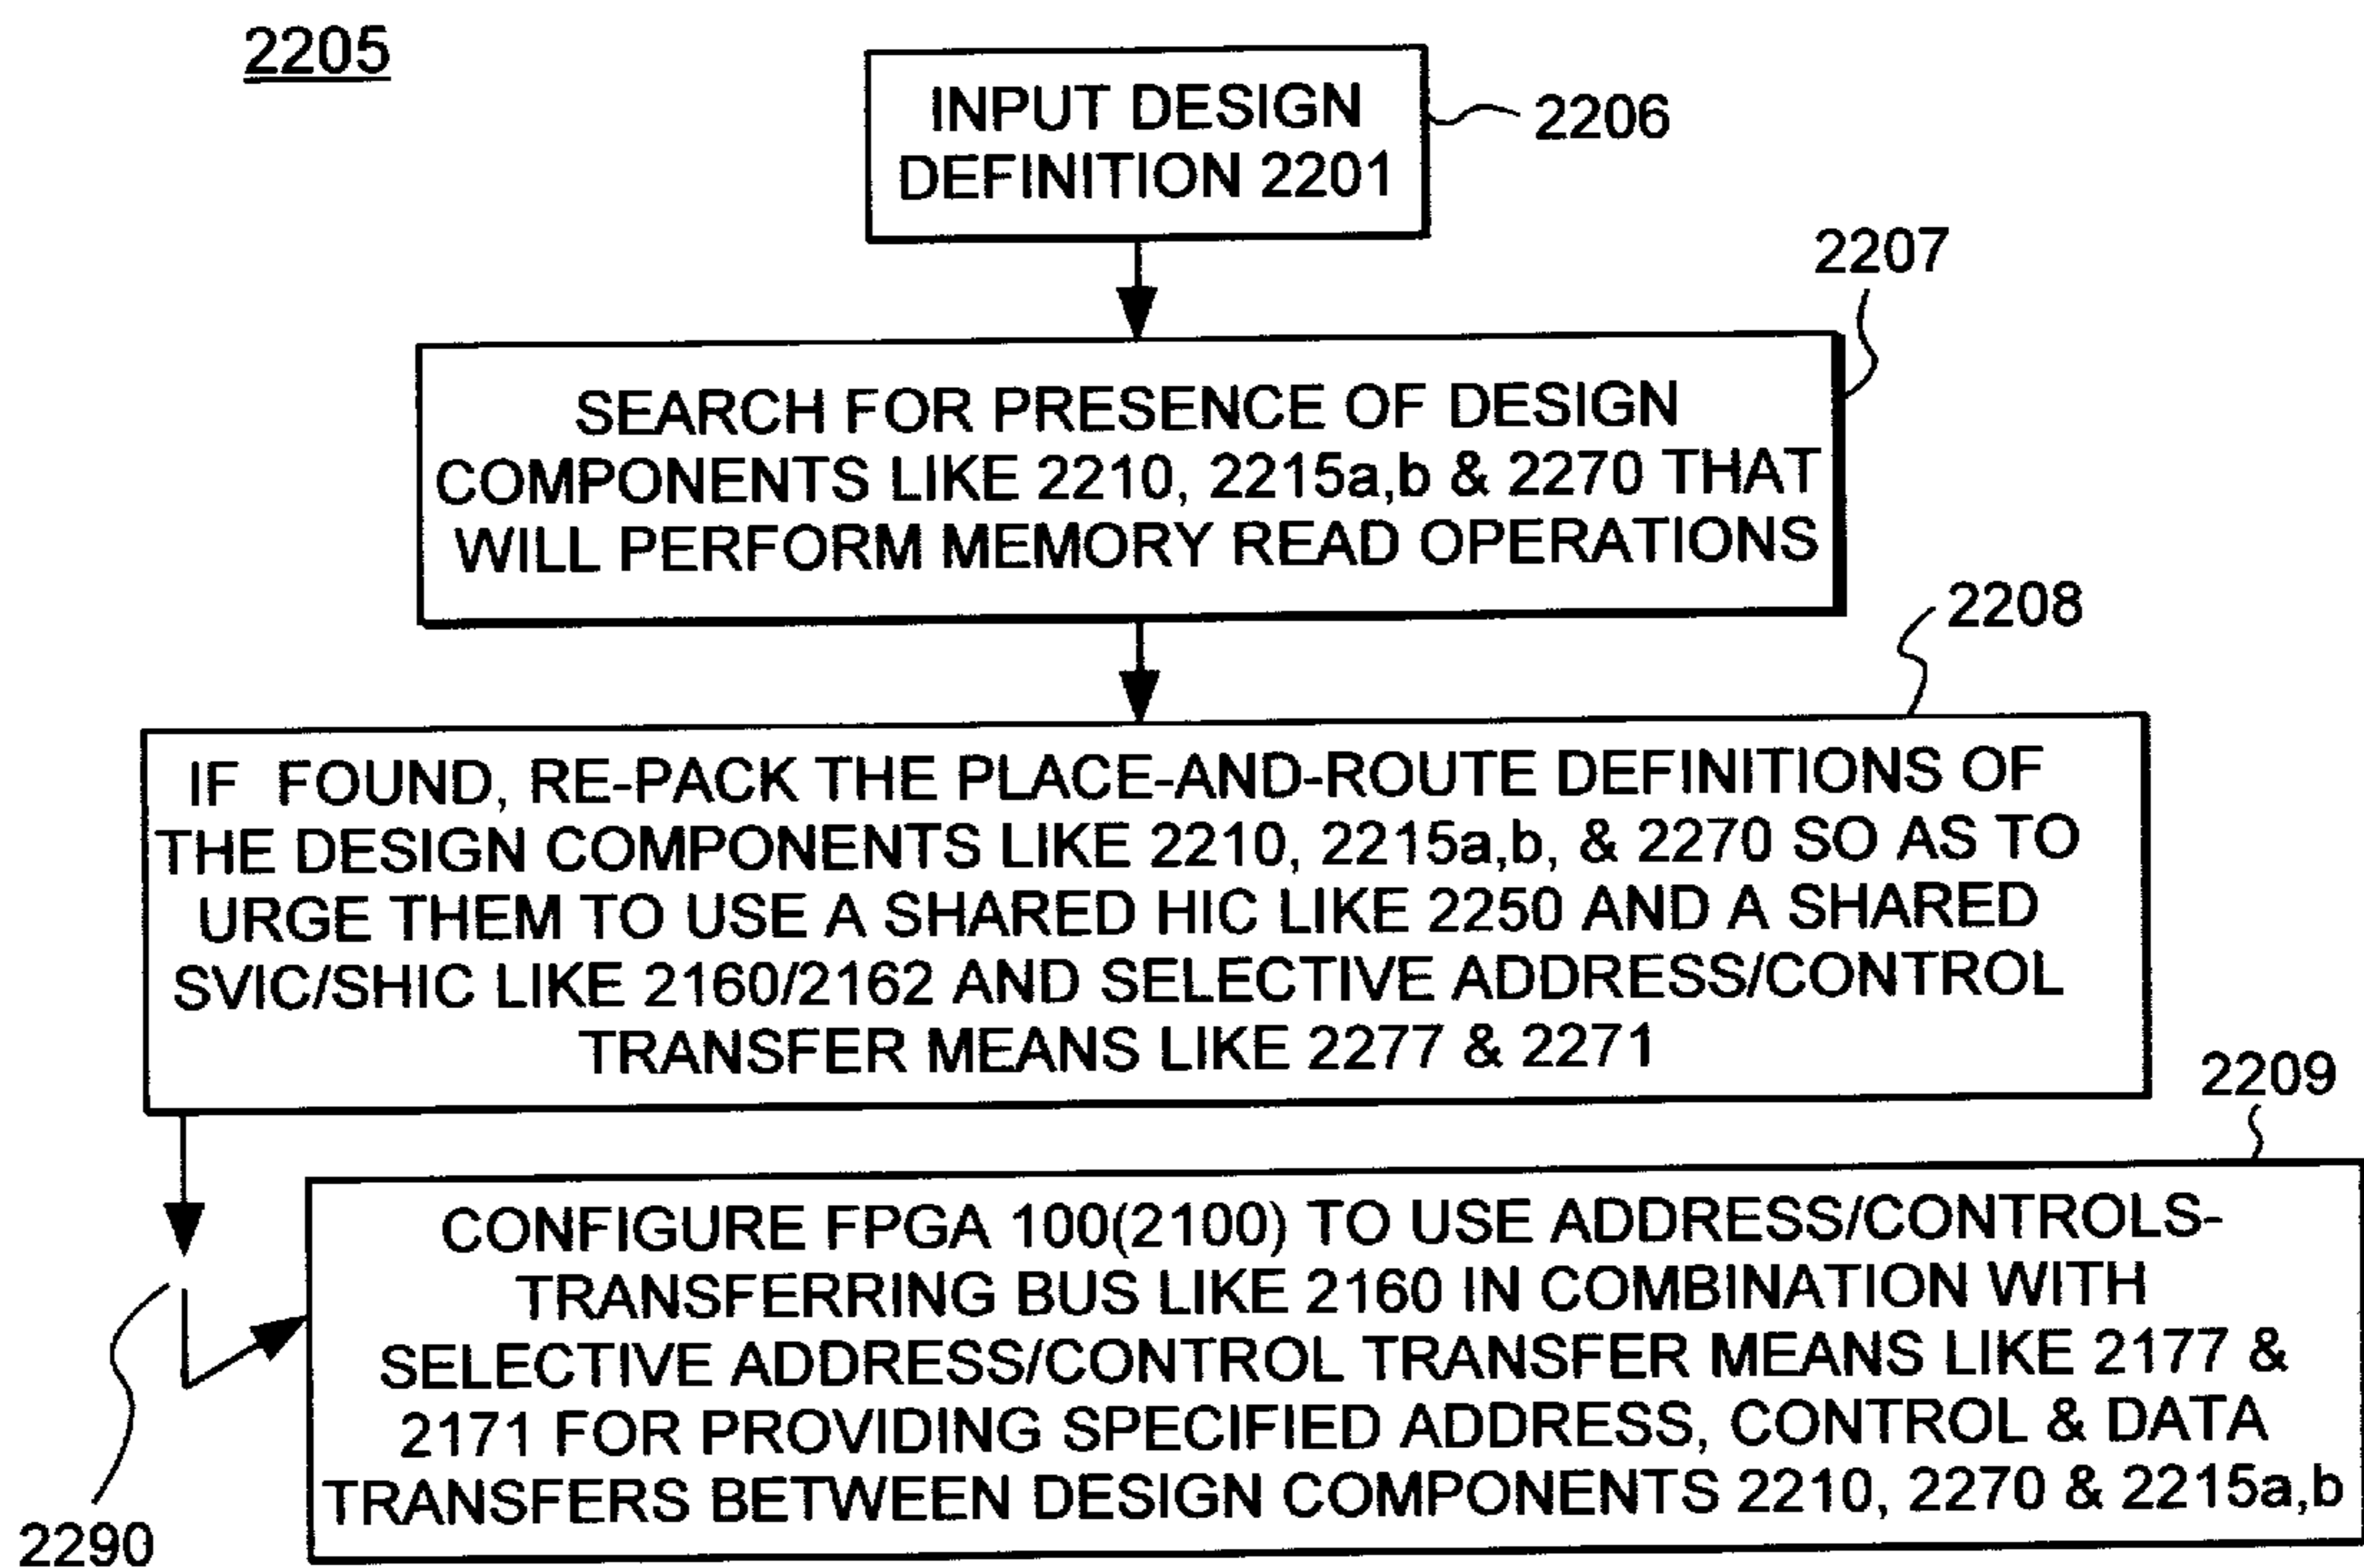 2205
INPUT DESIGN
DEFINITION 2201
2206
2207
SEARCH FOR PRESENCE OF DESIGN
COMPONENTS LIKE 2210, 2215a,b & 2270 THAT
WILL PERFORM MEMORY READ OPERATIONS
2208
IF FOUND, RE-PACK THE PLACE-AND-ROUTE DEFINITIONS OF
THE DESIGN COMPONENTS LIKE 2210, 2215a,b, & 2270 SO AS TO
URGE THEM TO USE A SHARED HIC LIKE 2250 AND A SHARED
SVIC/SHIC LIKE 2160/2162 AND SELECTIVE ADDRESS/CONTROL
TRANSFER MEANS LIKE 2277 & 2271
2209
CONFIGURE FPGA 100(2100) TO USE ADDRESS/CONTROLS-
TRANSFERRING BUS LIKE 2160 IN COMBINATION WITH
SELECTIVE ADDRESS/CONTROL TRANSFER MEANS LIKE 2177 &
2171 FOR PROVIDING SPECIFIED ADDRESS, CONTROL & DATA
TRANSFERS BETWEEN DESIGN COMPONENTS 2210, 2270 & 2215a,b
2290